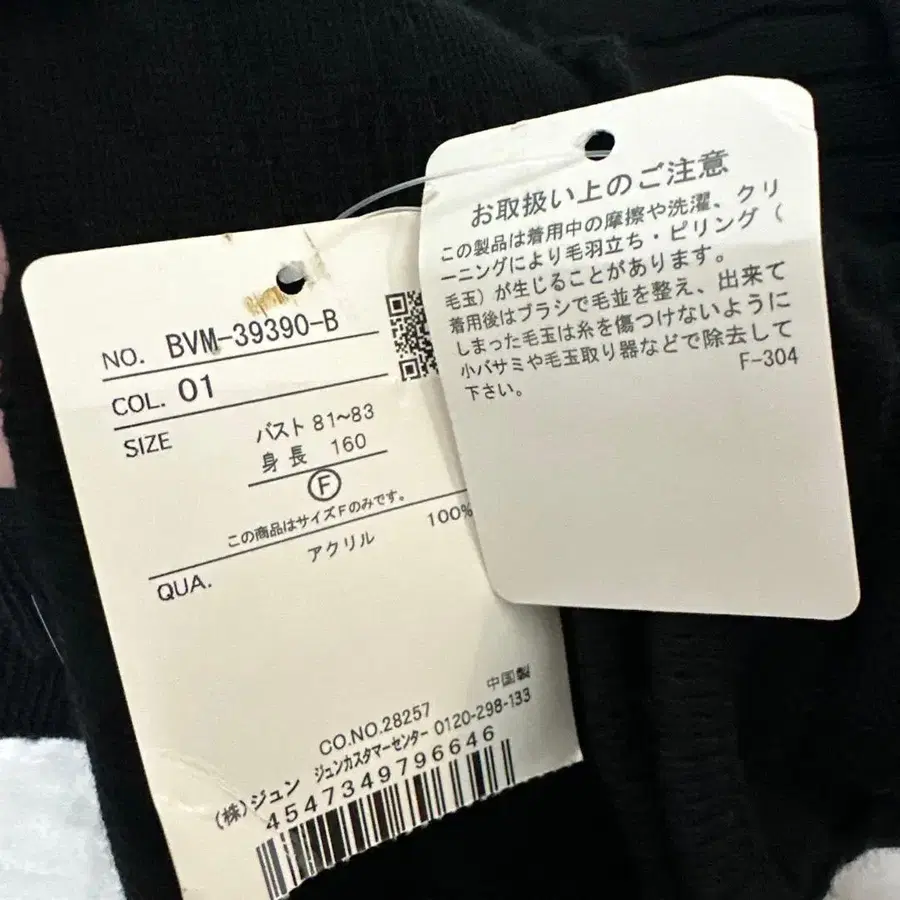 NO. BVM-39390-B
COL. 01
SIZE
バスト 81~83
身長 160
F
この商品はサイズFのみです。
アクリル 100%
QUA.
中国製
CO.NO.28257
(株)ジュン ジュンカスタマーセンター 0120-298-133
4547349796646
お取扱い上のご注意
この製品は着用中の摩擦や洗濯、クリ
ーニングにより毛羽立ち・ピリング(
毛玉)が生じることがあります。
着用後はブラシで毛並を整え、出来て
しまった毛玉は糸を傷つけないように
小バサミや毛玉取り器などで除去して
下さい。
F-304